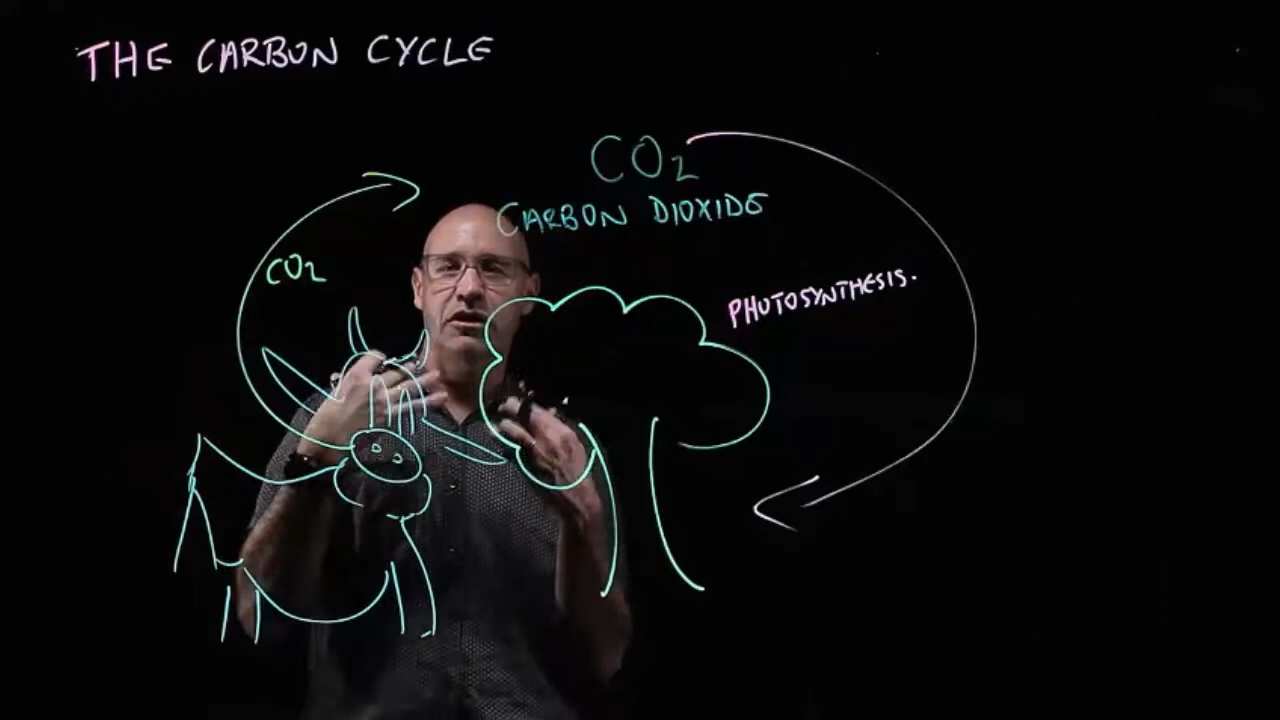 THE CARBON CYCLE
CO2
CARBON DIOXIDE
CO2
PHOTOSYNTHESIS.